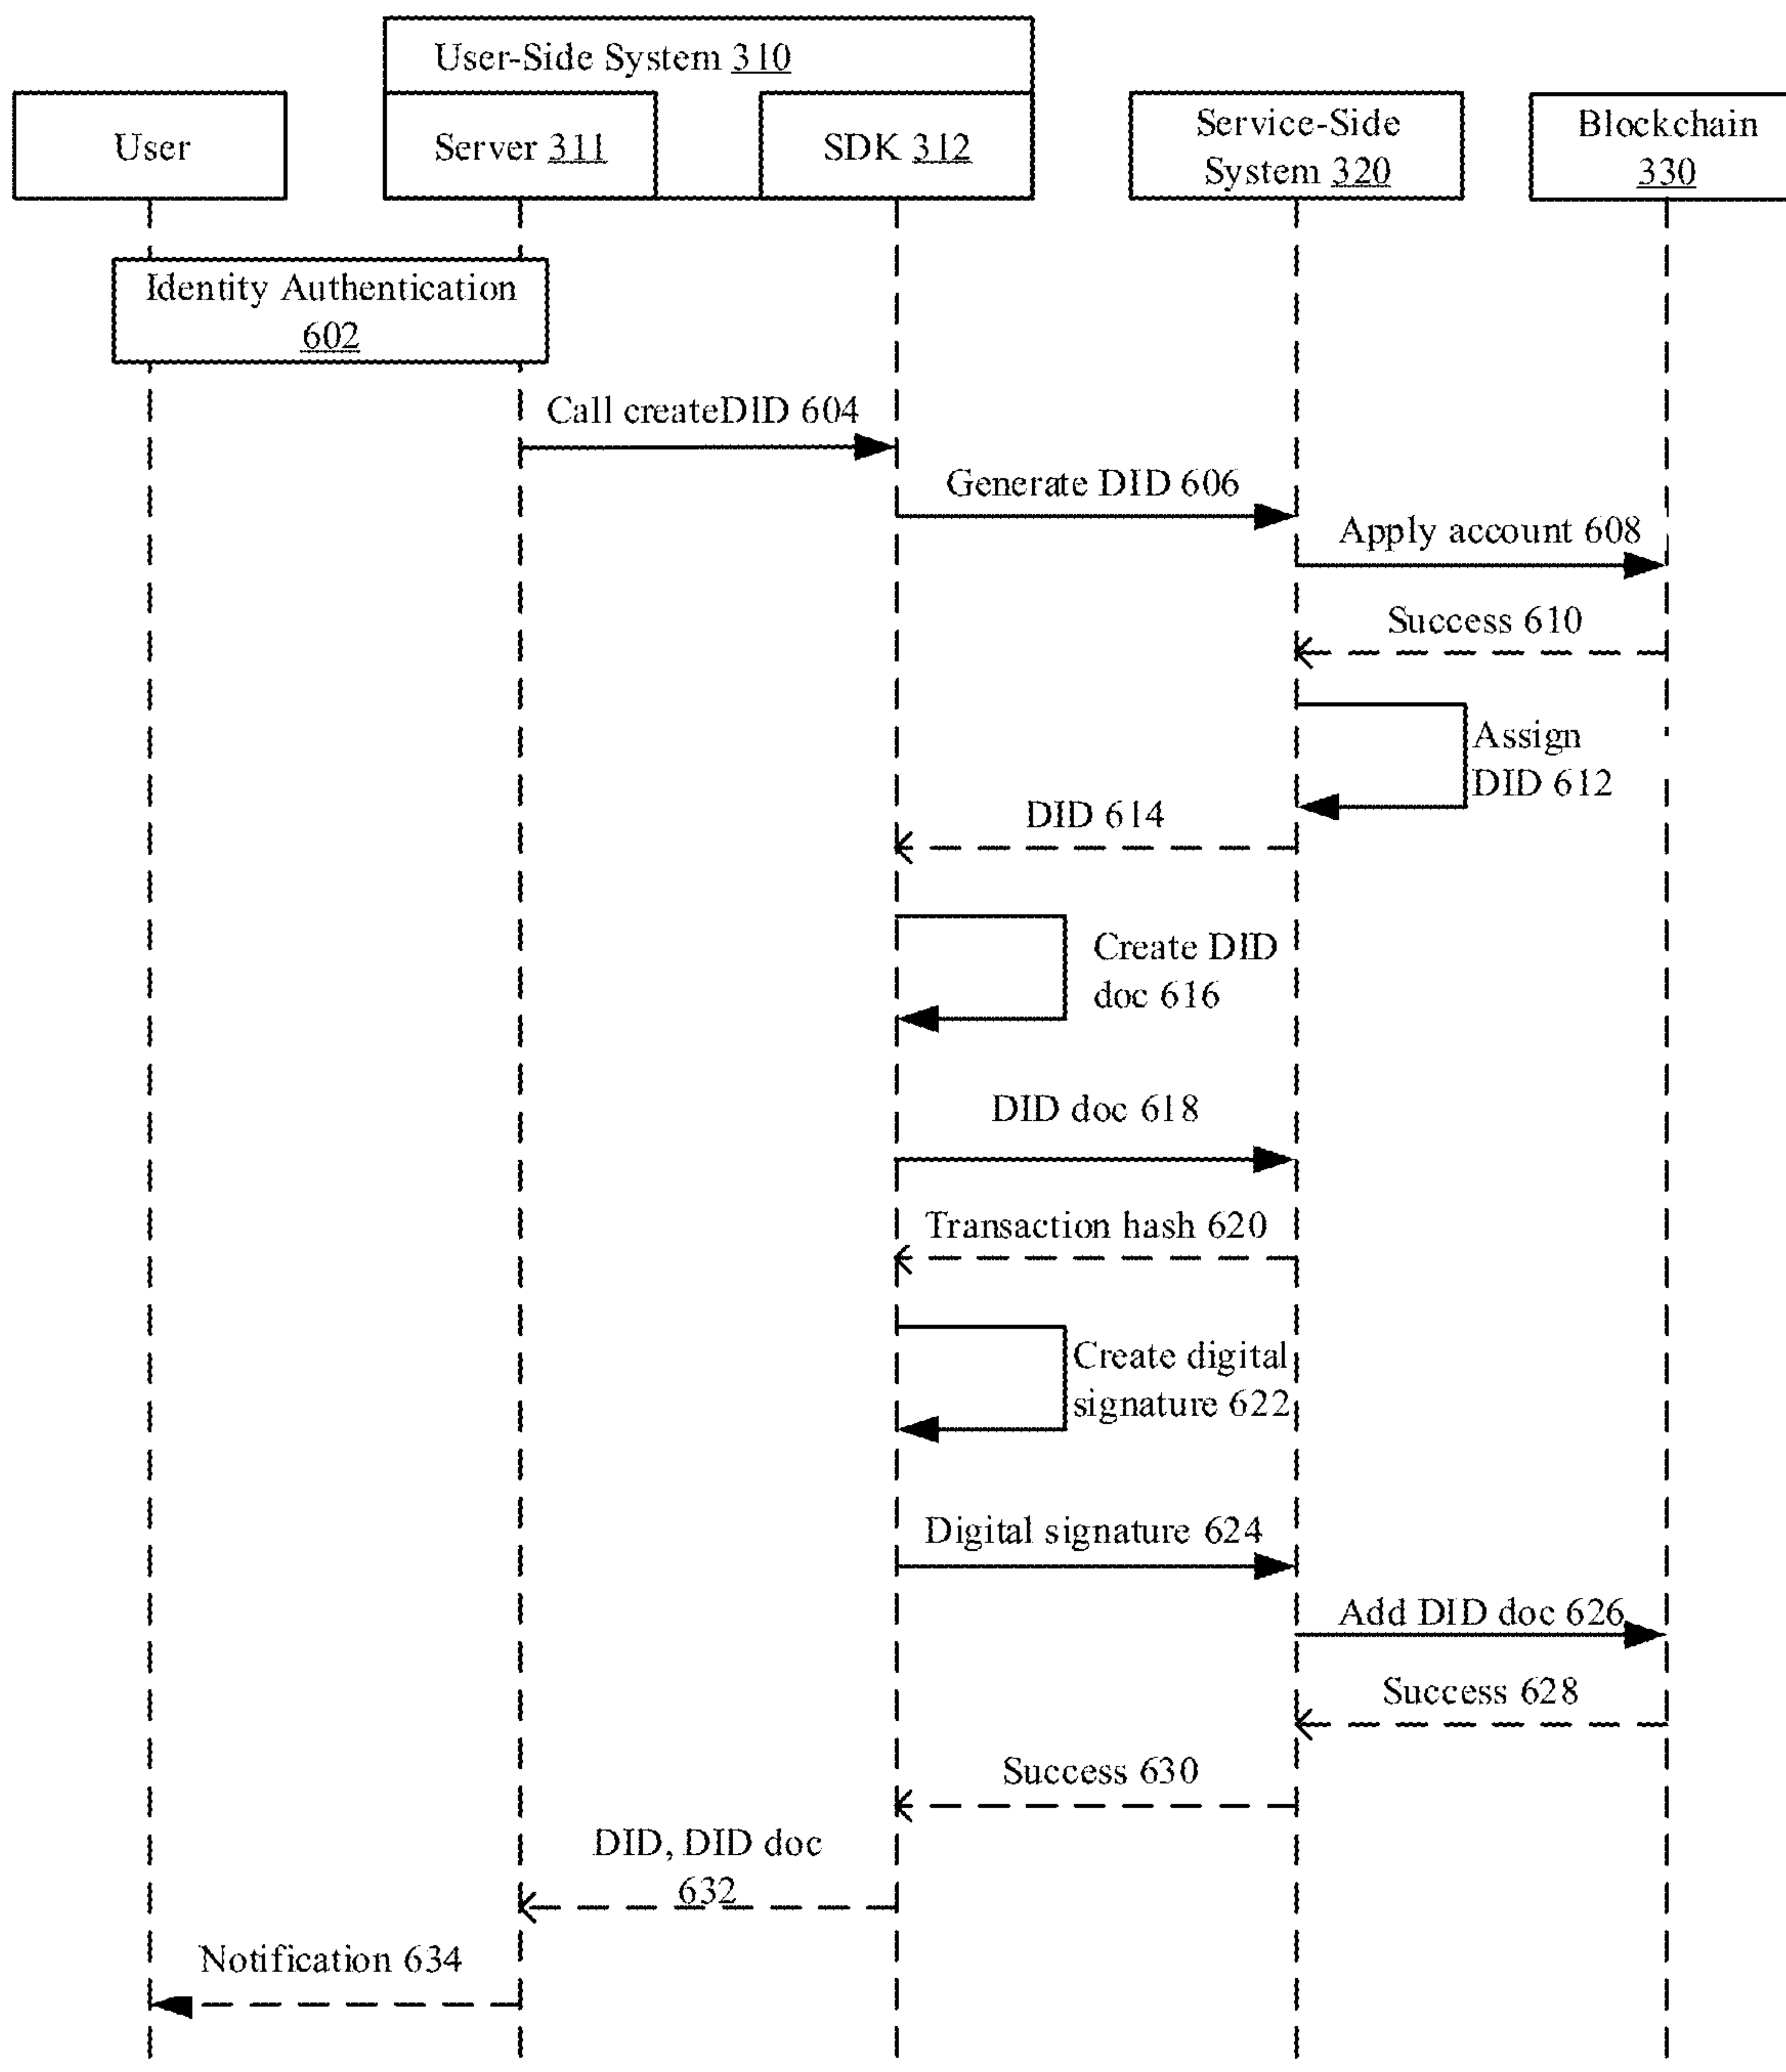 User-Side System 310
User
Server 311
SDK 312
Service-Side
System 320
Blockchain
330
Identity Authentication
602
Call createDID 604
Generate DID 606
Apply account 608
Success 610
Assign
DID 612
DID 614
Create DID
doc 616
DID doc 618
Transaction hash 620
Create digital
signature 622
Digital signature 624
Add DID doc 626
Success 628
Success 630
DID, DID doc
632
Notification 634